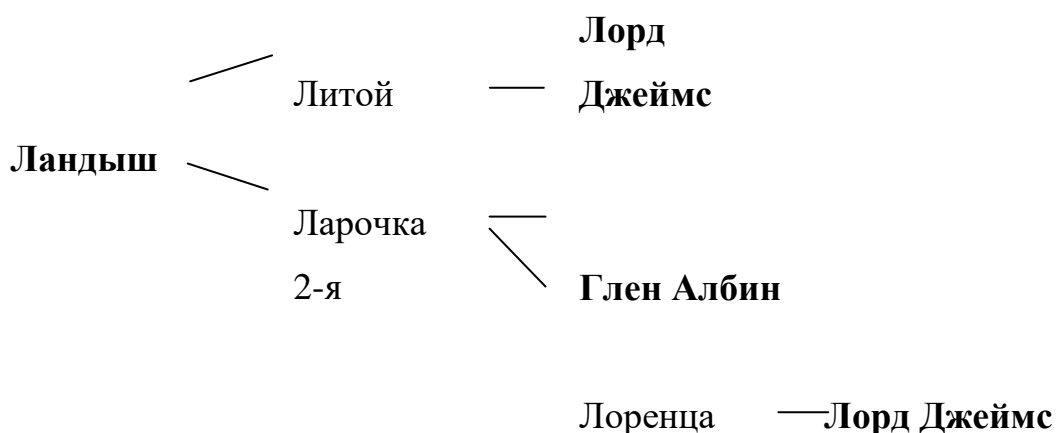 Лорд
Литой Джеймс
Ландыш
Ларочка
2-я Глен Албин
Лоренца Лорд Джеймс